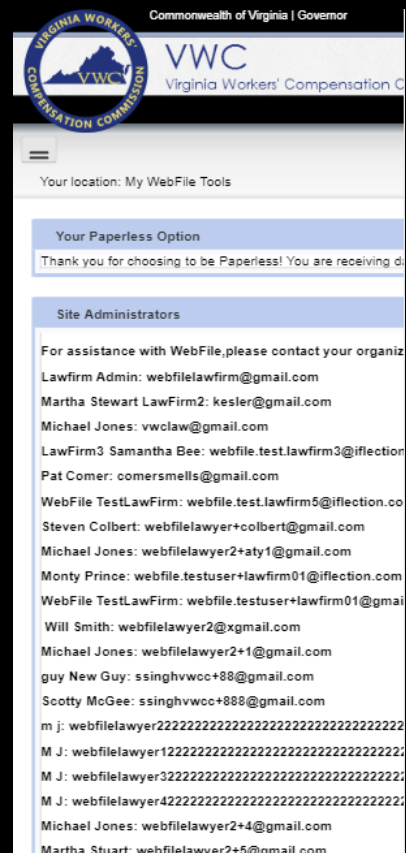 Commonwealth of Virginia | Governor
VIRGINIA WORKERS'
VWC
COMPENSATION COMMISSION
VWC
Virginia Workers' Compensation C
Your location: My WebFile Tools
Your Paperless Option
Thank you for choosing to be Paperless! You are receiving d
Site Administrators
For assistance with WebFile,please contact your organiz
Lawfirm Admin: webfilelawfirm@gmail.com
Martha Stewart LawFirm2: kesler@gmail.com
Michael Jones: vwclaw@gmail.com
LawFirm3 Samantha Bee: webfile.test.lawfirm3@iflection
Pat Comer: comersmells@gmail.com
WebFile TestLawFirm: webfile.test.lawfirm5@iflection.co
Steven Colbert: webfilelawyer+colbert@gmail.com
Michael Jones: webfilelawyer2+aty1@gmail.com
Monty Prince: webfile.testuser+lawfirm01@iflection.com
WebFile TestLawFirm: webfile.testuser+lawfirm01@gmai
Will Smith: webfilelawyer2@xgmail.com
Michael Jones: webfilelawyer2+1@gmail.com
guy New Guy: ssinghvwcc+88@gmail.com
Scotty McGee: ssinghvwcc+888@gmail.com
m j: webfilelawyer2222222222222222222222222222222
M J: webfilelawyer1222222222222222222222222222222
M J: webfilelawyer3222222222222222222222222222222
M J: webfilelawyer4222222222222222222222222222222
Michael Jones: webfilelawyer2+4@gmail.com
Martha Stuart: webfilelawyer2+5@gmail.com